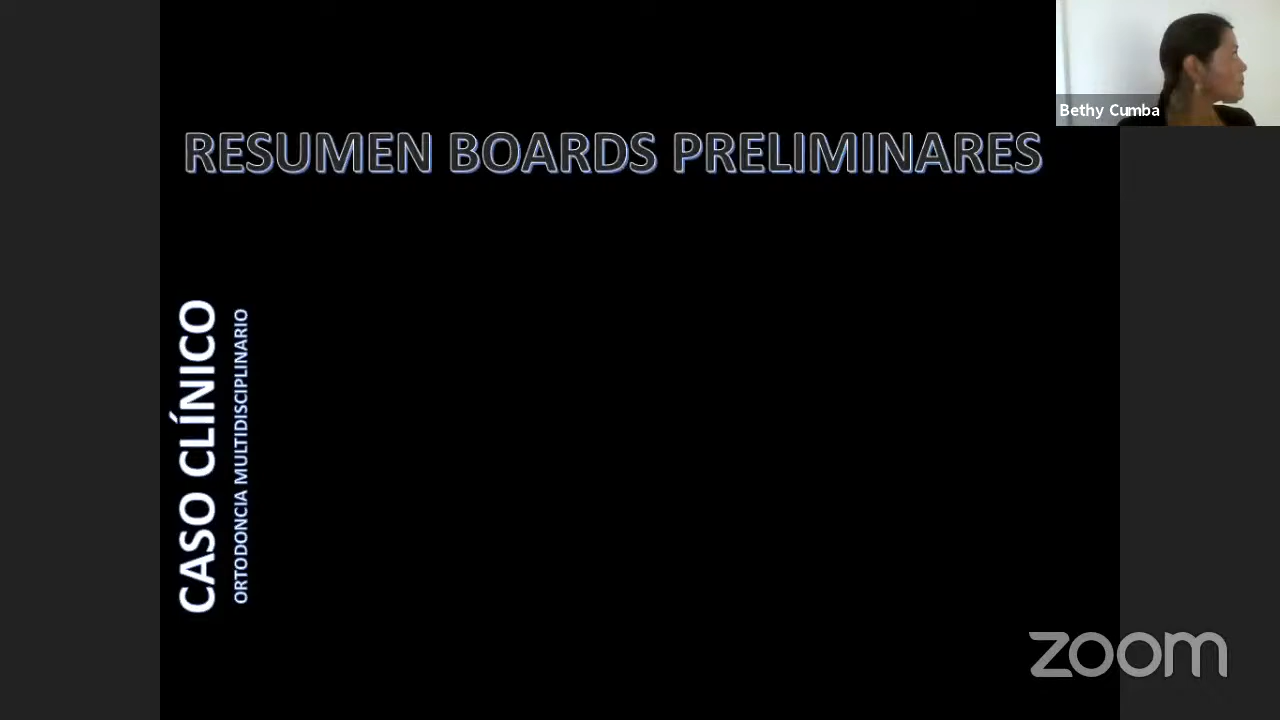 Bethy Cumba
RESUMEN BOARDS PRELIMINARES
CASO CLÍNICO
ORTODONCIA MULTIDISCIPLINARIO
zoom